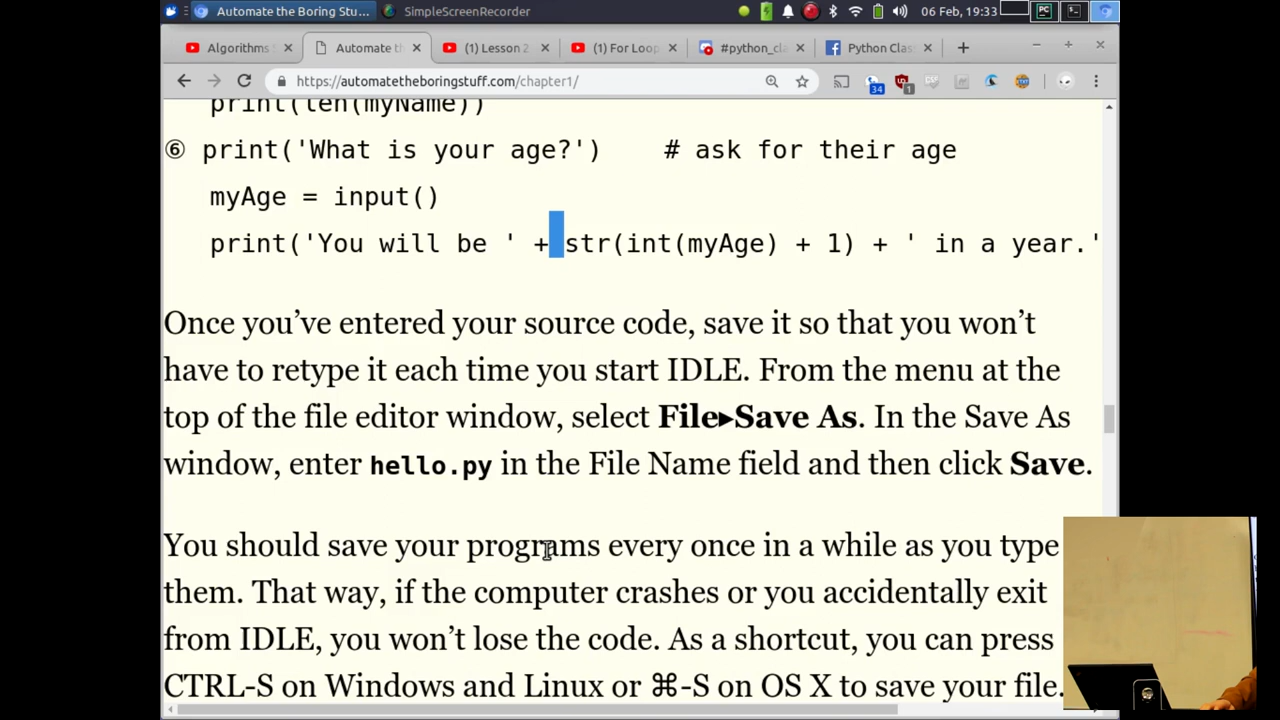 Automate the Boring Stu...
SimpleScreenRecorder
06 Feb, 19:33
Algorithms
Automate th
(1) Lesson 2
(1) For Loop
#python_cla
Python Clas
https://automatetheboringstuff.com/chapter1/
34
1
print(len(myName))
⑥ print('What is your age?')    # ask for their age
myAge = input()
print('You will be ' + str(int(myAge) + 1) + ' in a year.'
Once you’ve entered your source code, save it so that you won’t
have to retype it each time you start IDLE. From the menu at the
top of the file editor window, select File▸Save As. In the Save As
window, enter hello.py in the File Name field and then click Save.
You should save your programs every once in a while as you type
them. That way, if the computer crashes or you accidentally exit
from IDLE, you won’t lose the code. As a shortcut, you can press
CTRL-S on Windows and Linux or ⌘-S on OS X to save your file.